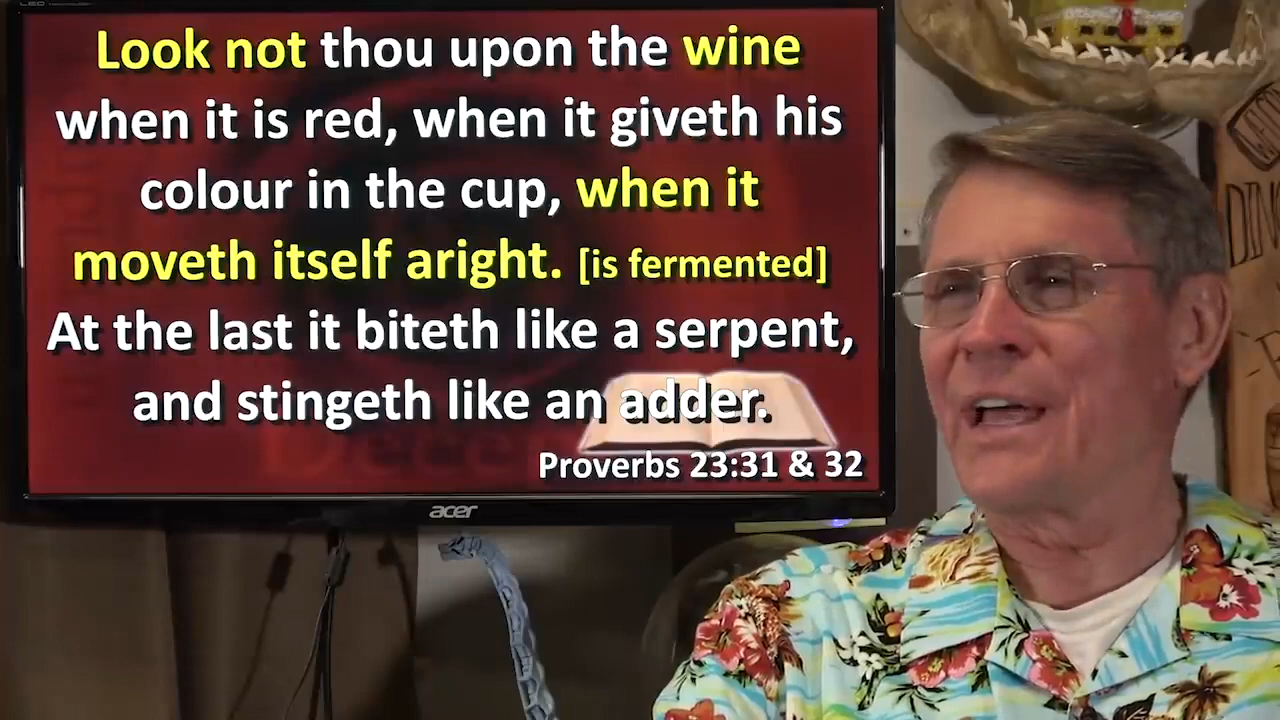 Look not thou upon the wine
when it is red, when it giveth his
colour in the cup, when it
moveth itself aright. [is fermented]
At the last it biteth like a serpent,
and stingeth like an adder.
Proverbs 23:31 & 32
acer